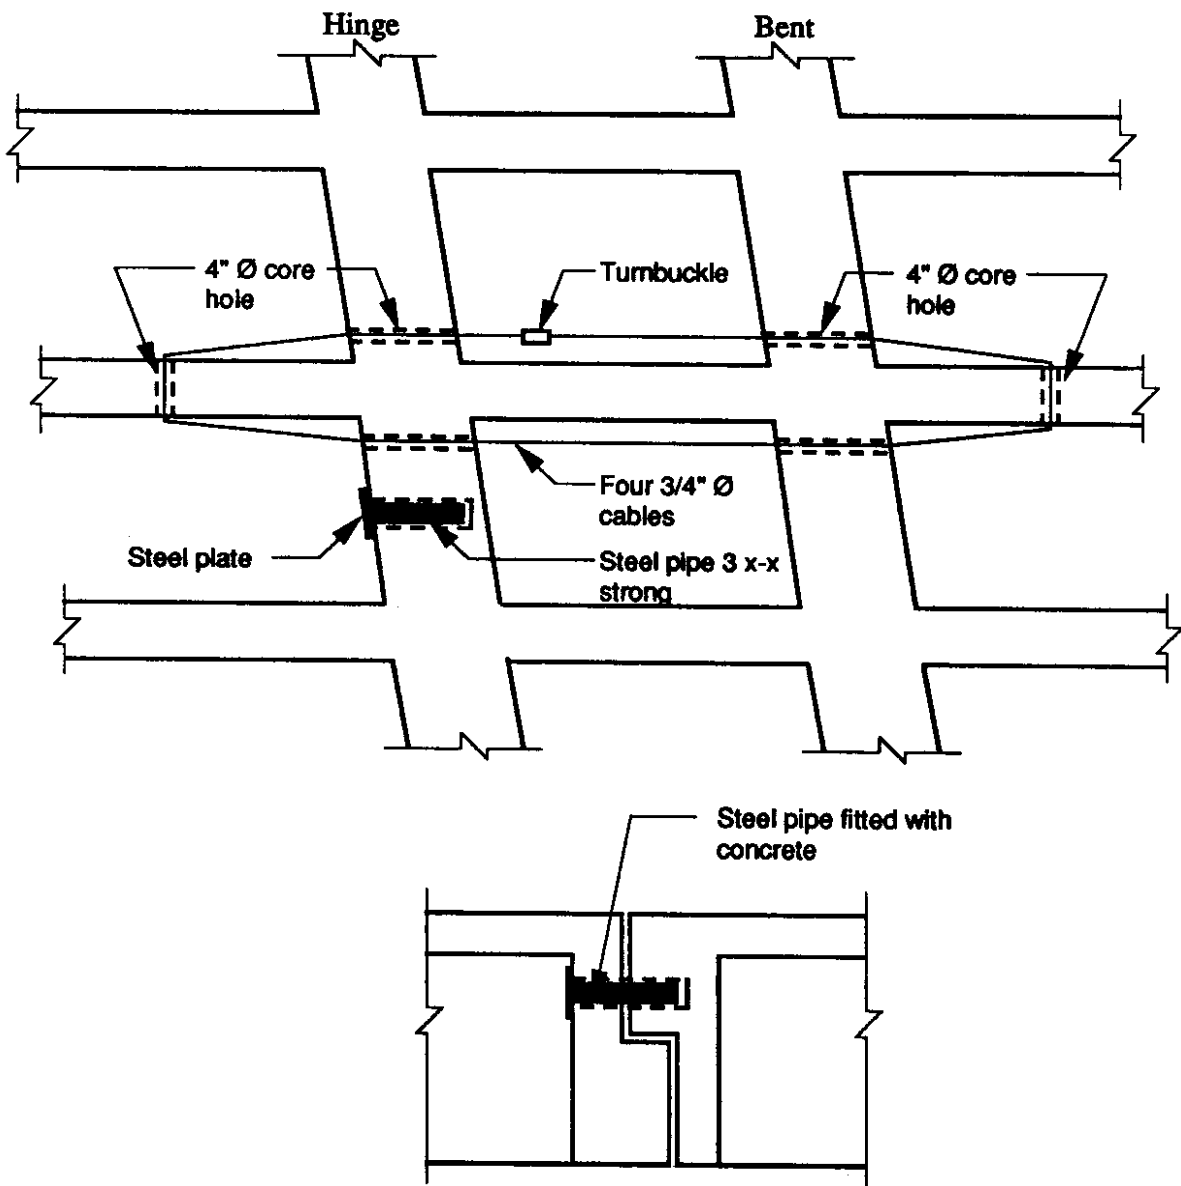 Hinge
Bent
4" Ø core
hole
Turnbuckle
4" Ø core
hole
Four 3/4" Ø
cables
Steel plate
Steel pipe 3 x-x
strong
Steel pipe fitted with
concrete